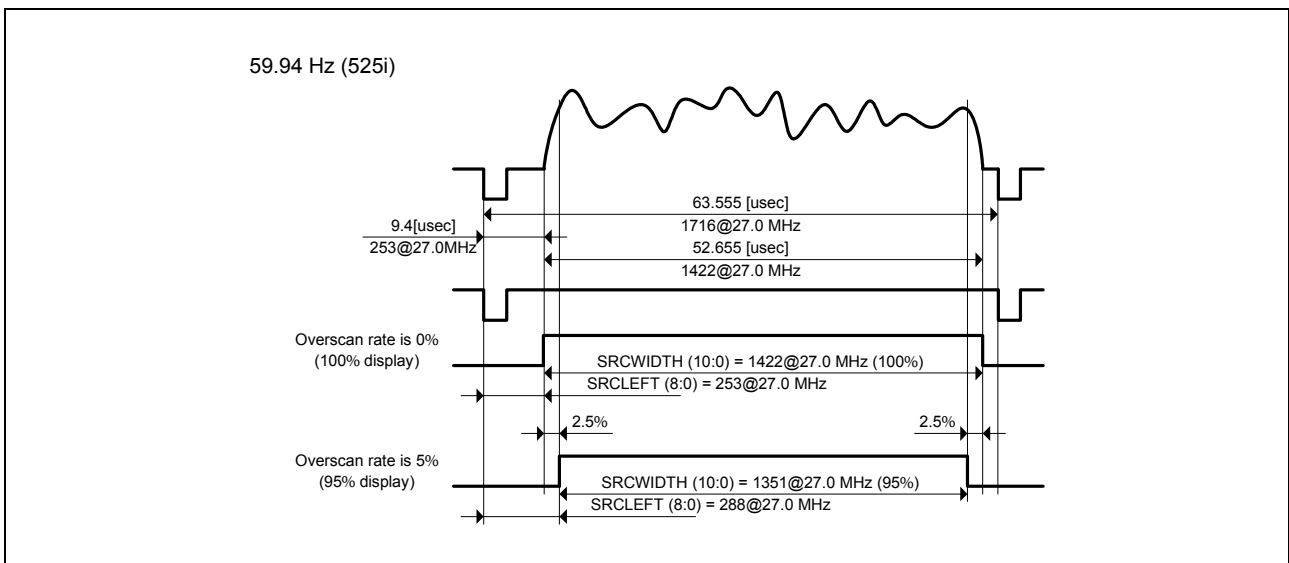 59.94 Hz (525i)
63.555 [usec]
1716@27.0 MHz
9.4[usec]
253@27.0MHz
52.655 [usec]
1422@27.0 MHz
Overscan rate is 0%
(100% display)
SRCWIDTH (10:0) = 1422@27.0 MHz (100%)
SRCLEFT (8:0) = 253@27.0 MHz
2.5%
2.5%
Overscan rate is 5%
(95% display)
SRCWIDTH (10:0) = 1351@27.0 MHz (95%)
SRCLEFT (8:0) = 288@27.0 MHz